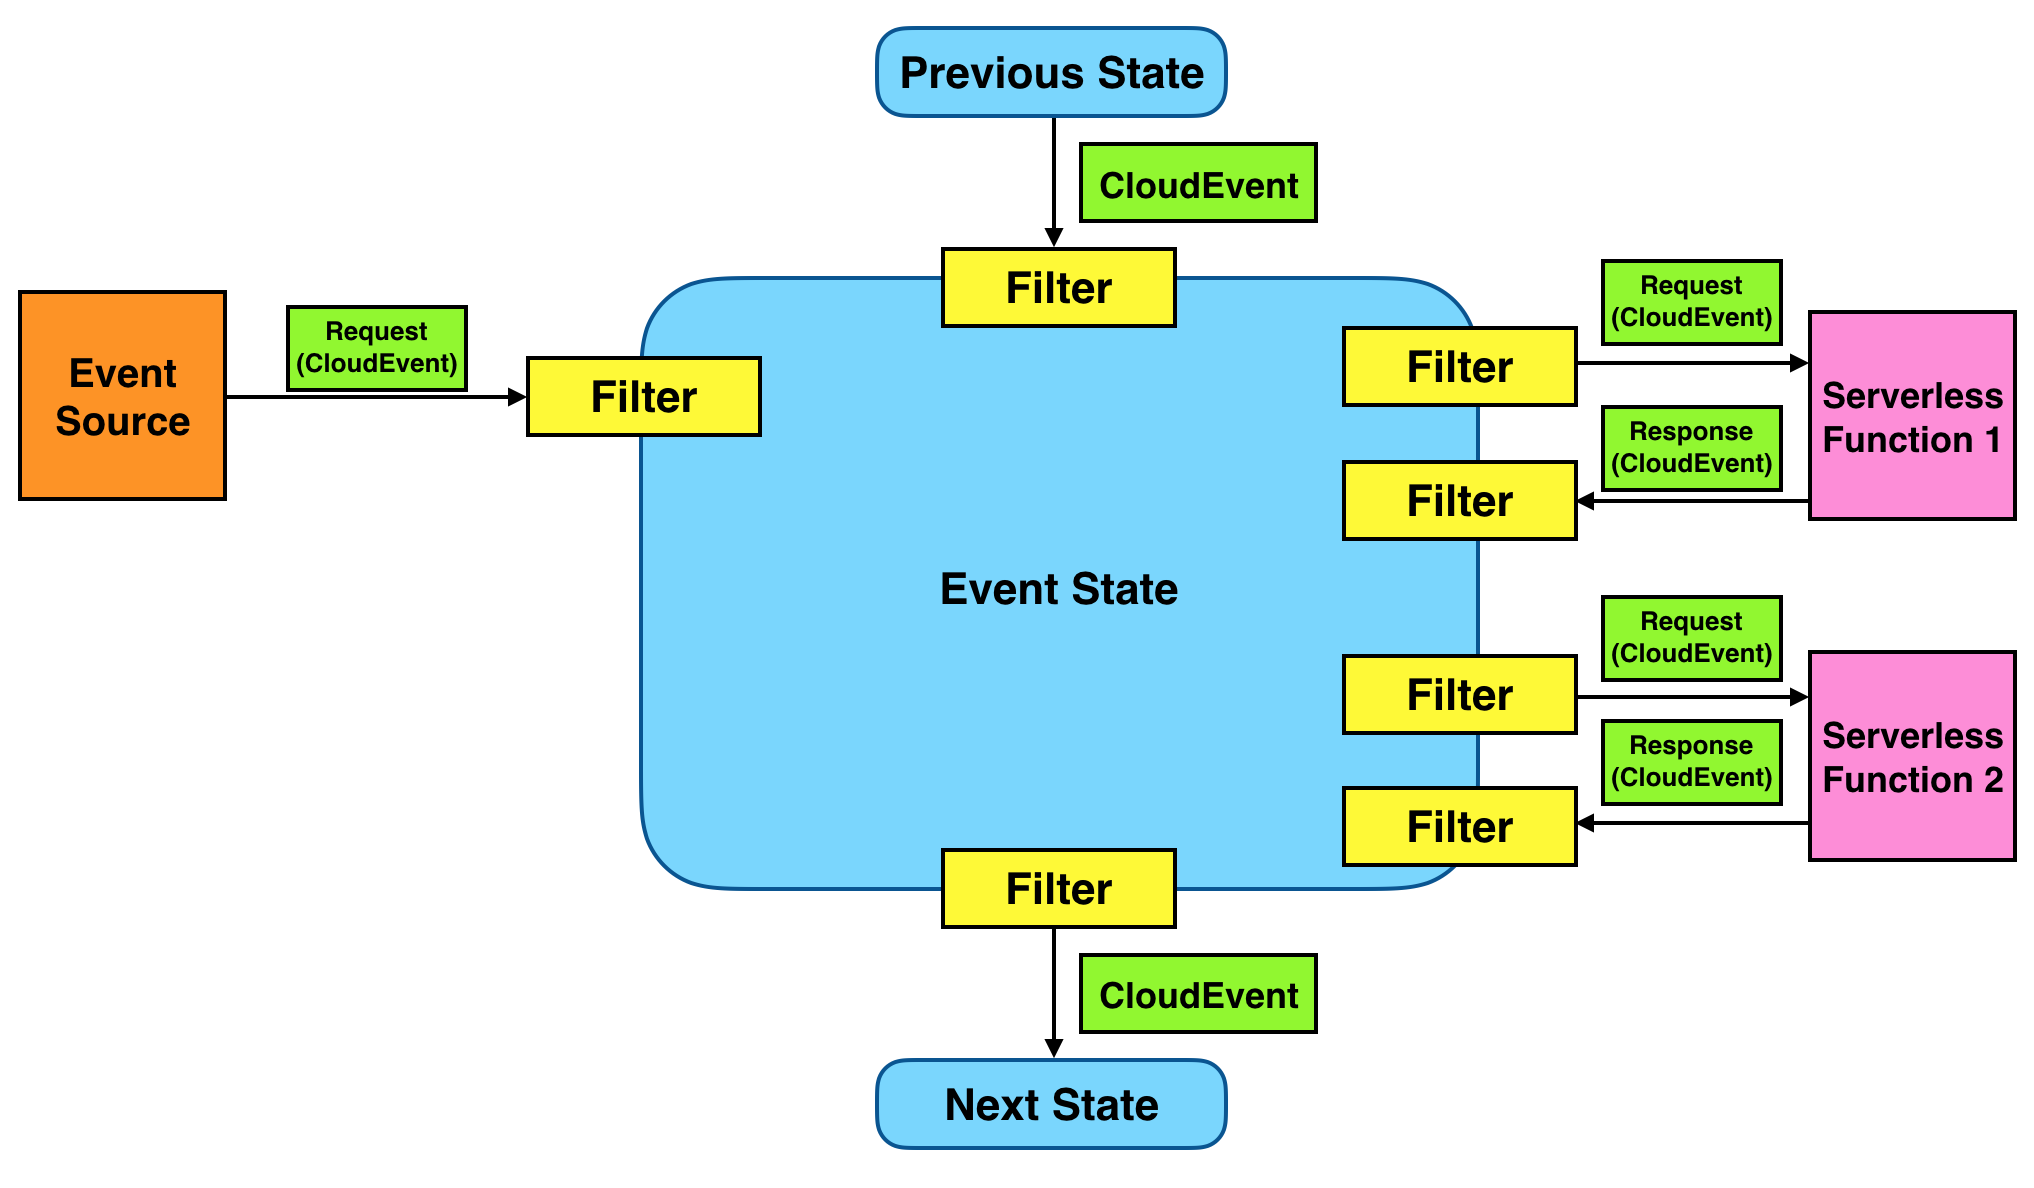 Previous State
CloudEvent
Filter
Event
Source
Request
(CloudEvent)
Filter
Filter
Request
(CloudEvent)
Serverless
Function 1
Filter
Response
(CloudEvent)
Event State
Filter
Request
(CloudEvent)
Serverless
Function 2
Filter
Response
(CloudEvent)
Filter
CloudEvent
Next State